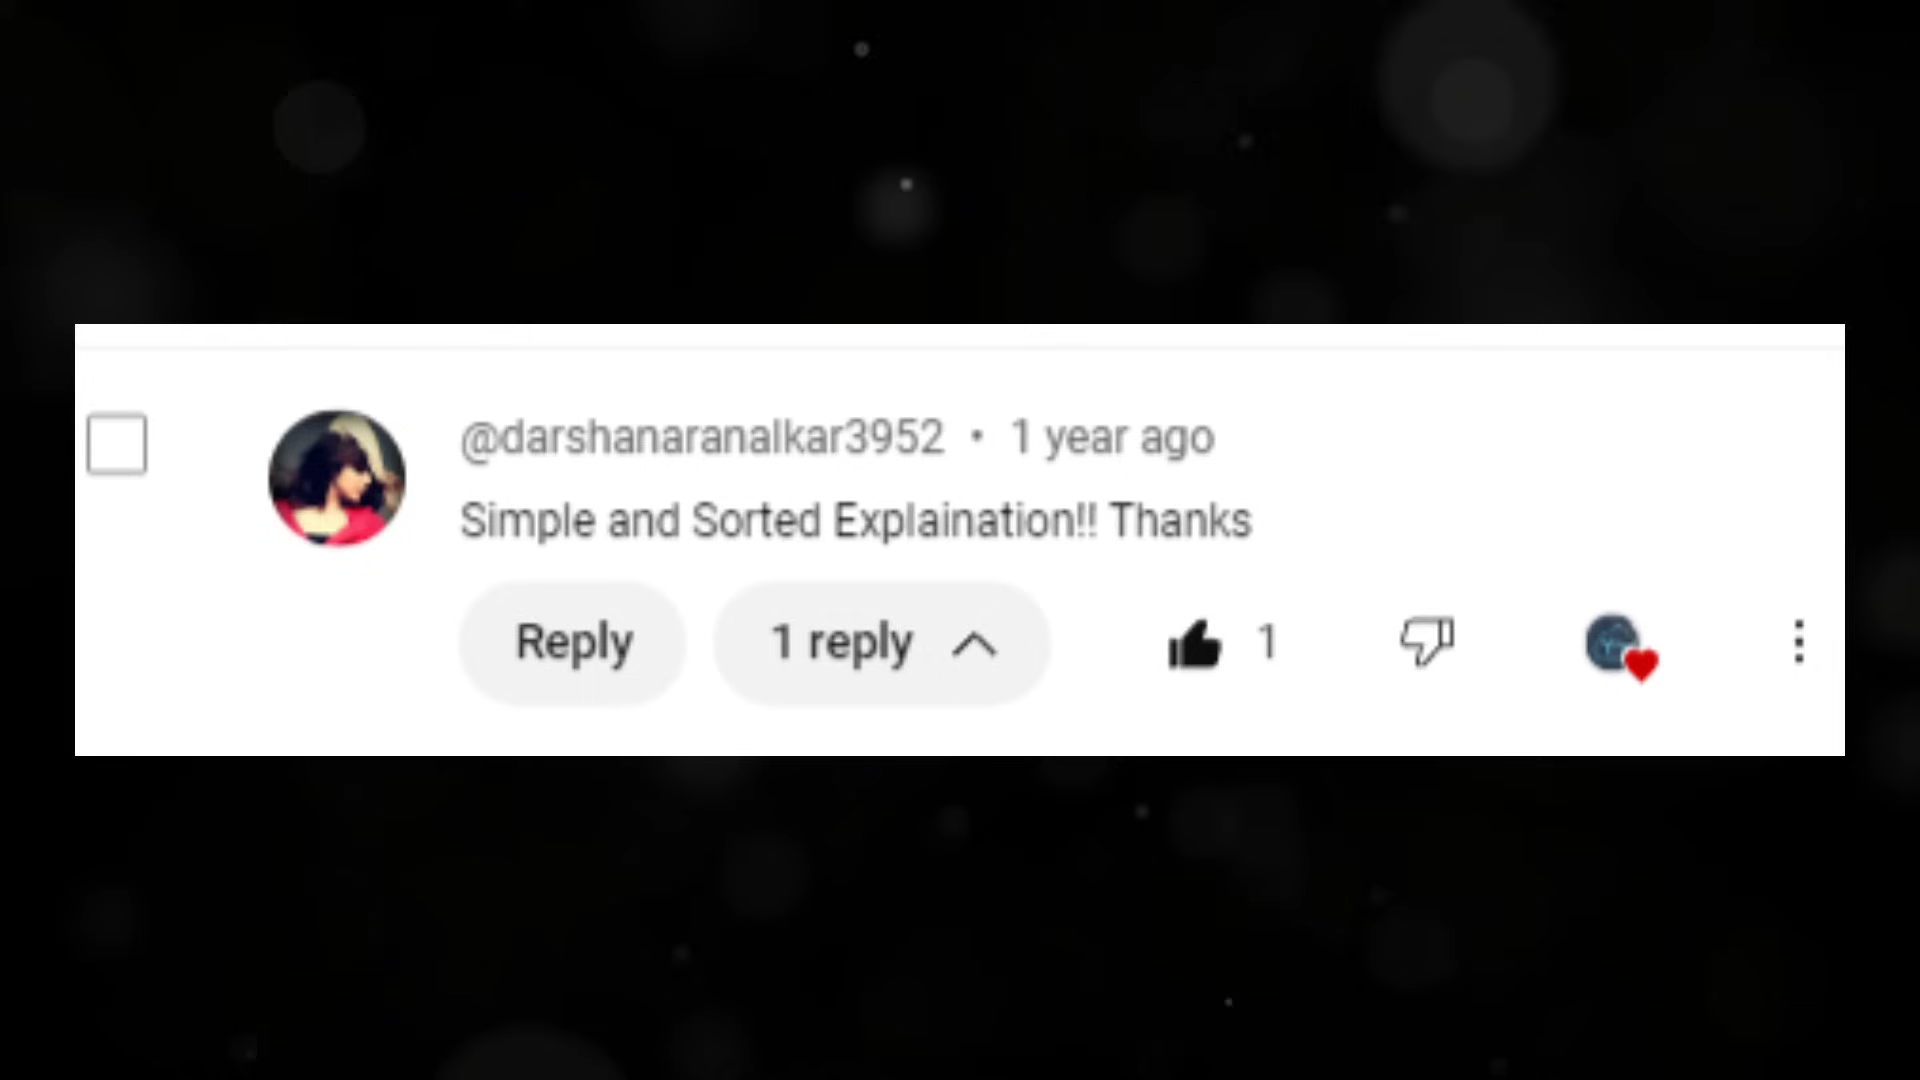 @darshanaranalkar3952 • 1 year ago
Simple and Sorted Explaination!! Thanks
Reply 1 reply 1